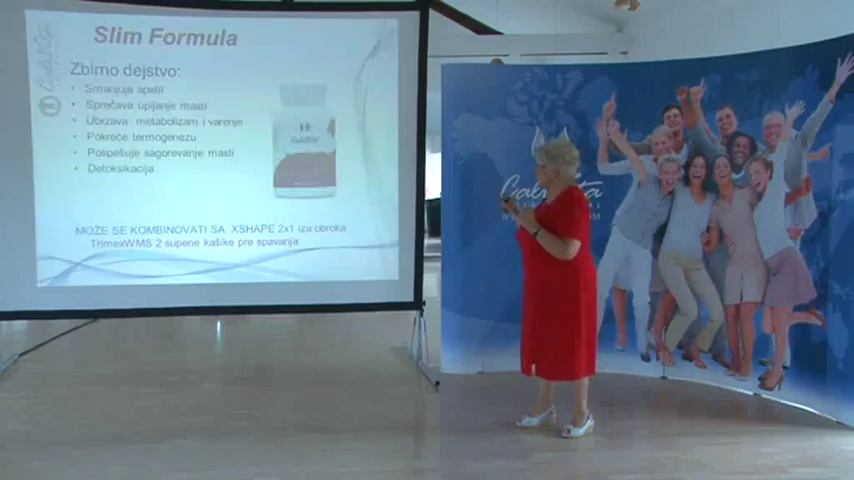 Slim Formula
Zbirno dejstvo:
• Smanjuje apetit
• Sprečava upijanje masti
• Ubrzava metabolizam i varenje
• Pokreće termogenezu
• Pospešuje sagorevanje masti
• Detoksikacija
MOŽE SE KOMBINOVATI SA XSHAPE 2x1 iza obroka
TrimexWMS 2 supene kašike pre spavanja